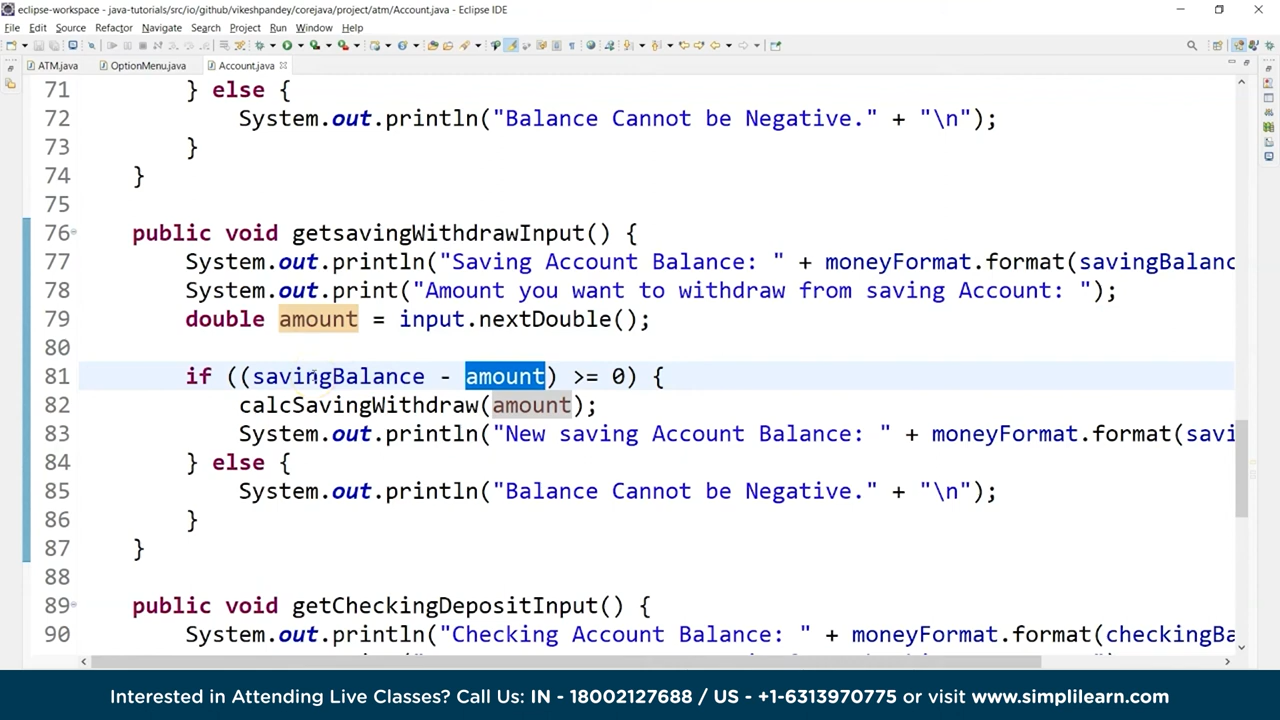 eclipse-workspace - java-tutorials/src/io/github/vikeshpandey/corejava/project/atm/Account.java - Eclipse IDE
File Edit Source Refactor Navigate Search Project Run Window Help
ATM.java OptionMenu.java Account.java
71 } else {
72 System.out.println("Balance Cannot be Negative." + "\n");
73 }
74 }
75
76 public void getsavingWithdrawInput() {
77 System.out.println("Saving Account Balance: " + moneyFormat.format(savingBalanc
78 System.out.print("Amount you want to withdraw from saving Account: ");
79 double amount = input.nextDouble();
80
81 if ((savingBalance - amount) >= 0) {
82 calcSavingWithdraw(amount);
83 System.out.println("New saving Account Balance: " + moneyFormat.format(savi
84 } else {
85 System.out.println("Balance Cannot be Negative." + "\n");
86 }
87 }
88
89 public void getCheckingDepositInput() {
90 System.out.println("Checking Account Balance: " + moneyFormat.format(checkingBa
Interested in Attending Live Classes? Call Us: IN - 18002127688 / US - +1-6313970775 or visit www.simplilearn.com